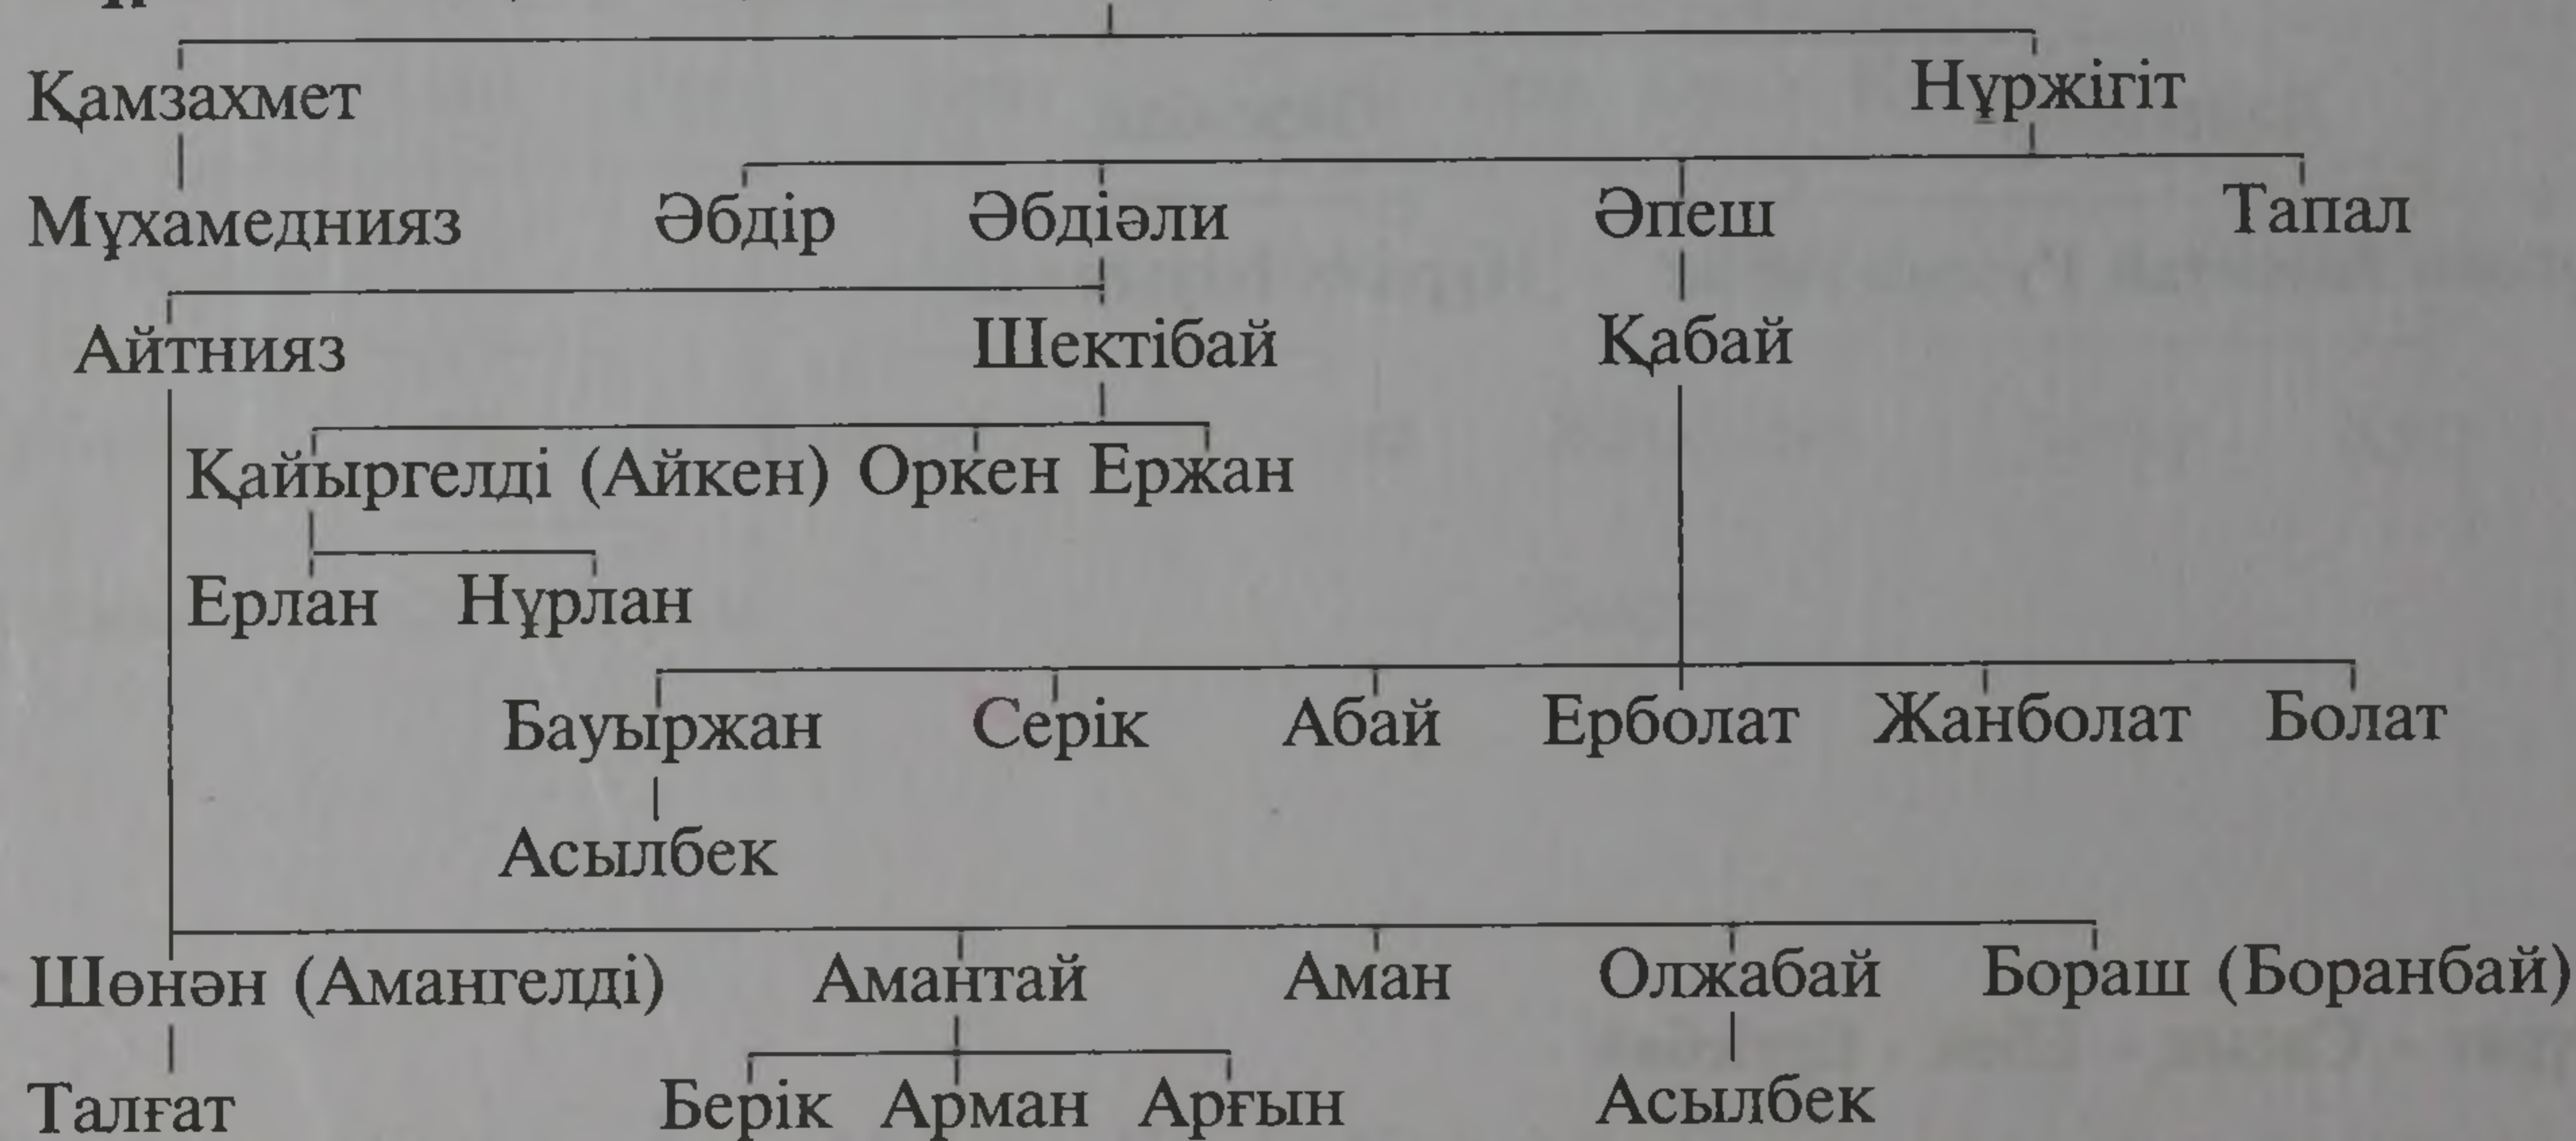 Қамзахмет Нұржігіт
Мұхамеднияз Әбдір Әбдіәли Әпеш Тапал
Айтнияз Шектібай Қабай
Қайыргелді (Айкен) Оркен Ержан
Ерлан Нұрлан
Бауыржан Серік Абай Ерболат Жанболат Болат
Асылбек
Шөнән (Амангелді) Амантай Аман Олжабай Бораш (Боранбай)
Талғат Берік Арман Арғын Асылбек